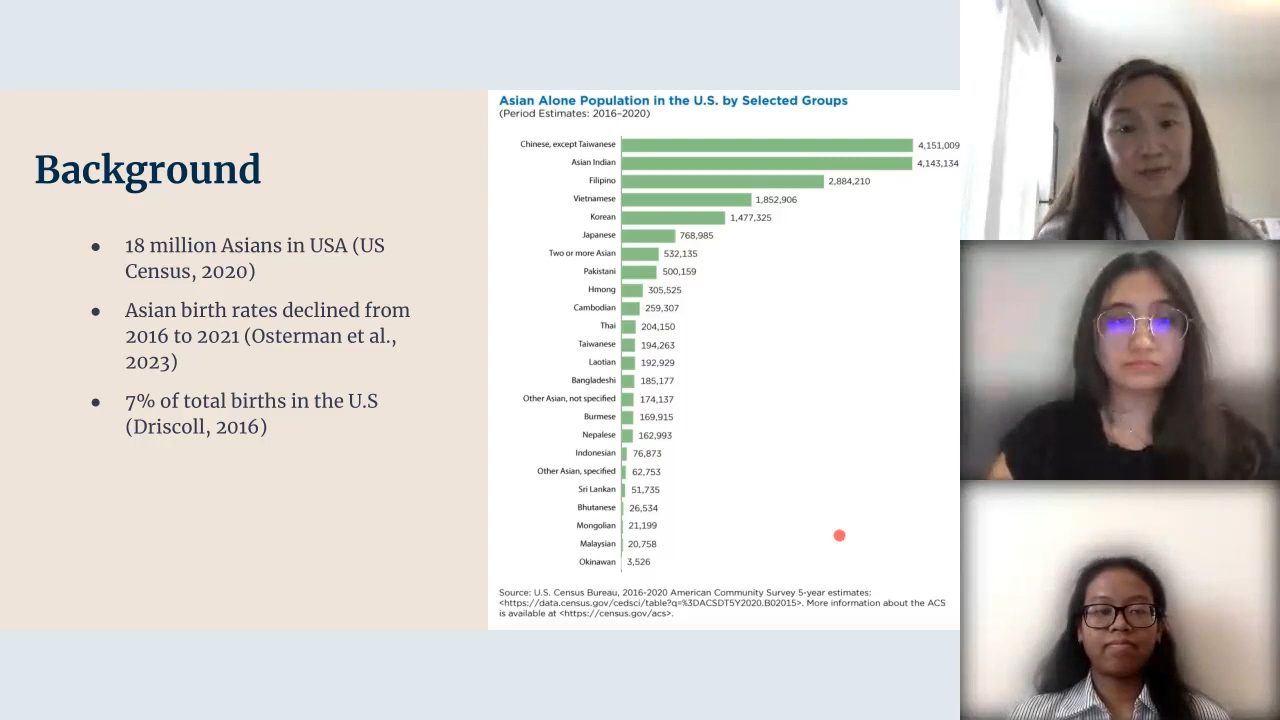 Background
● 18 million Asians in USA (US
Census, 2020)
● Asian birth rates declined from
2016 to 2021 (Osterman et al.,
2023)
● 7% of total births in the U.S
(Driscoll, 2016)
Asian Alone Population in the U.S. by Selected Groups
(Period Estimates: 2016–2020)
Chinese, except Taiwanese 4,151,009
Asian Indian 4,143,134
Filipino 2,884,210
Vietnamese 1,852,906
Korean 1,477,325
Japanese 768,985
Two or more Asian 532,135
Pakistani 500,159
Hmong 305,525
Cambodian 259,307
Thai 204,150
Taiwanese 194,263
Laotian 192,929
Bangladeshi 185,177
Other Asian, not specified 174,137
Burmese 169,915
Nepalese 162,993
Indonesian 76,873
Other Asian, specified 62,753
Sri Lankan 51,735
Bhutanese 26,534
Mongolian 21,199
Malaysian 20,758
Okinawan 3,526
Source: U.S. Census Bureau, 2016-2020 American Community Survey 5-year estimates:
<https://data.census.gov/cedsci/table?q=%3DACSDT5Y2020.B02015>. More information about the ACS
is available at <https://census.gov/acs>.